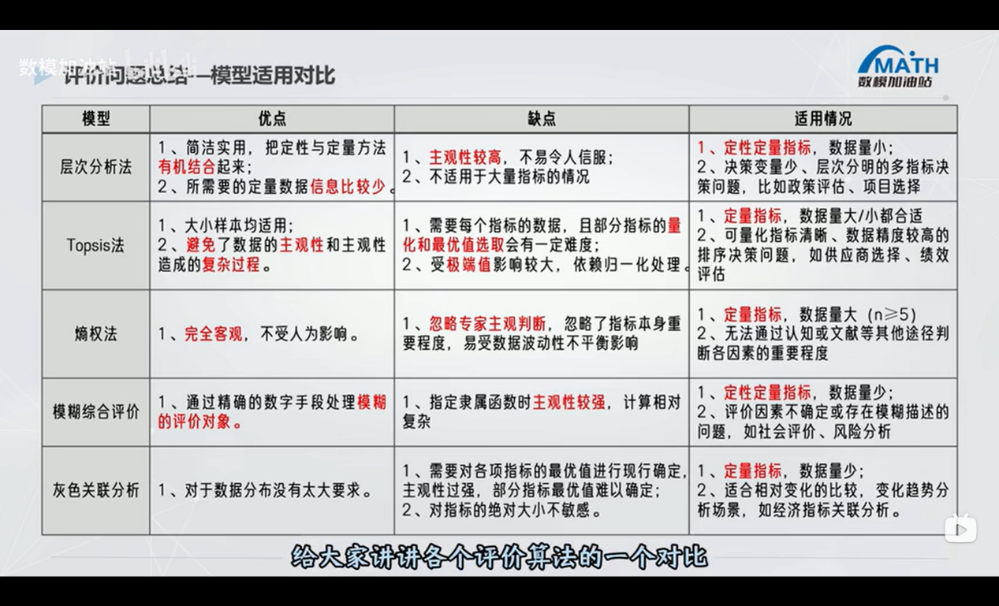 数模加油站
评价问题总结—模型适用对比
MATH
数模加油站
模型
优点
缺点
适用情况
层次分析法
1、简洁实用，把定性与定量方法
有机结合起来；
2、所需要的定量数据信息比较少。
1、主观性较高，不易令人信服；
2、不适用于大量指标的情况
1、定性定量指标，数据量小；
2、决策变量少、层次分明的多指标决
策问题，比如政策评估、项目选择
Topsis法
1、大小样本均适用；
2、避免了数据的主观性和主观性
造成的复杂过程。
1、需要每个指标的数据，且部分指标的量
化和最优值选取会有一定难度；
2、受极端值影响较大，依赖归一化处理。
1、定量指标，数据量大/小都合适
2、可量化指标清晰、数据精度较高的
排序决策问题，如供应商选择、绩效
评估
熵权法
1、完全客观，不受人为影响。
1、忽略专家主观判断，忽略了指标本身重
要程度，易受数据波动性不平衡影响
1、定量指标，数据量大（n≥5）
2、无法通过认知或文献等其他途径判
断各因素的重要程度
模糊综合评价
1、通过精确的数字手段处理模糊
的评价对象。
1、指定隶属函数时主观性较强，计算相对
复杂
1、定性定量指标，数据量少；
2、评价因素不确定或存在模糊描述的
问题，如社会评价、风险分析
灰色关联分析
1、对于数据分布没有太大要求。
1、需要对各项指标的最优值进行现行确定，
主观性过强，部分指标最优值难以确定；
2、对指标的绝对大小不敏感。
1、定量指标，数据量少；
2、适合相对变化的比较，变化趋势分
析场景，如经济指标关联分析。
给大家讲讲各个评价算法的一个对比